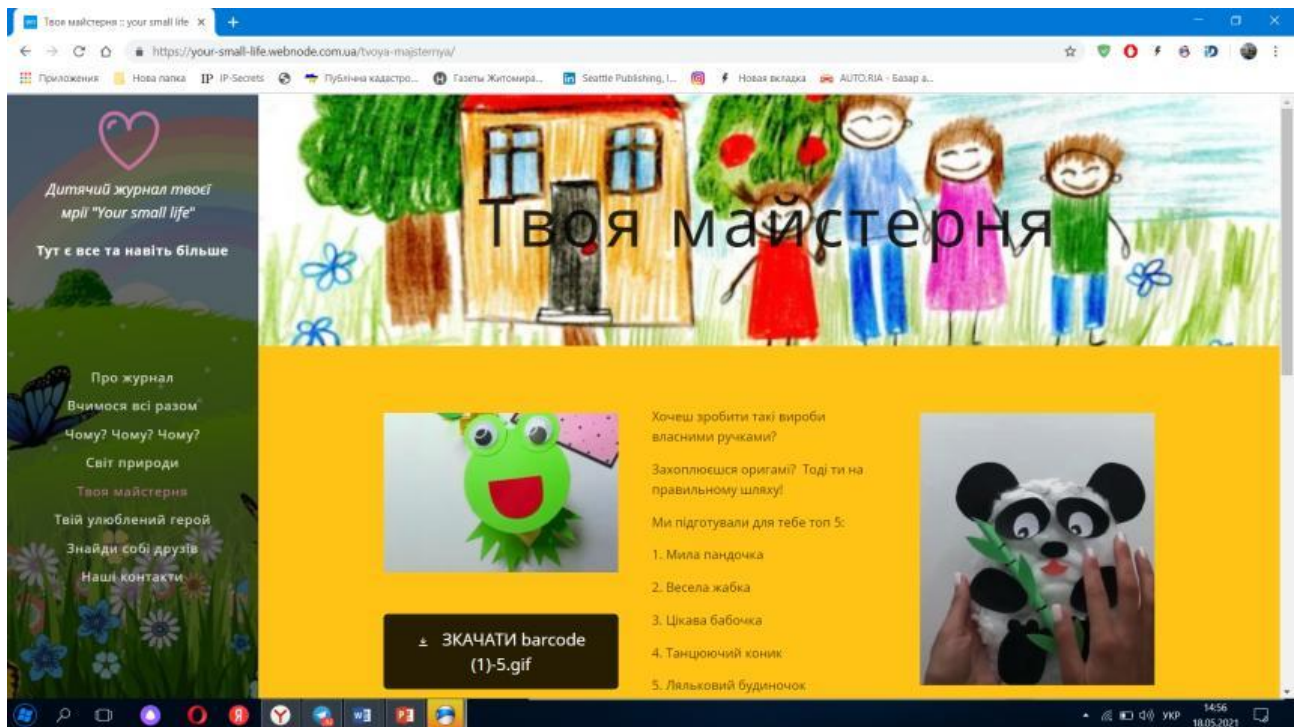 Твоя майстерня :: your small life
https://your-small-life.webnode.com.ua/tvoya-majsternya/
Приложения
Нова папка
IP IP-Secrets
Публічна кадастро...
Газеты Житомира...
Seattle Publishing, I...
Новая вкладка
AUTO.RIA - Базар а...
Дитячий журнал твоєї
мрії "Your small life"
Тут є все та навіть більше
Про журнал
Вчимося всі разом
Чому? Чому? Чому?
Світ природи
Твоя майстерня
Твій улюблений герой
Знайди собі друзів
Наші контакти
Твоя майстерня
ЗКАЧАТИ barcode
(1)-5.gif
Хочеш зробити такі вироби
власними ручками?
Захоплюєшся оригамі? Тоді ти на
правильному шляху!
Ми підготували для тебе топ 5:
1. Мила пандочка
2. Весела жабка
3. Цікава бабочка
4. Танцюючий коник
5. Ляльковий будиночок
УКР
14:56
18.05.2021